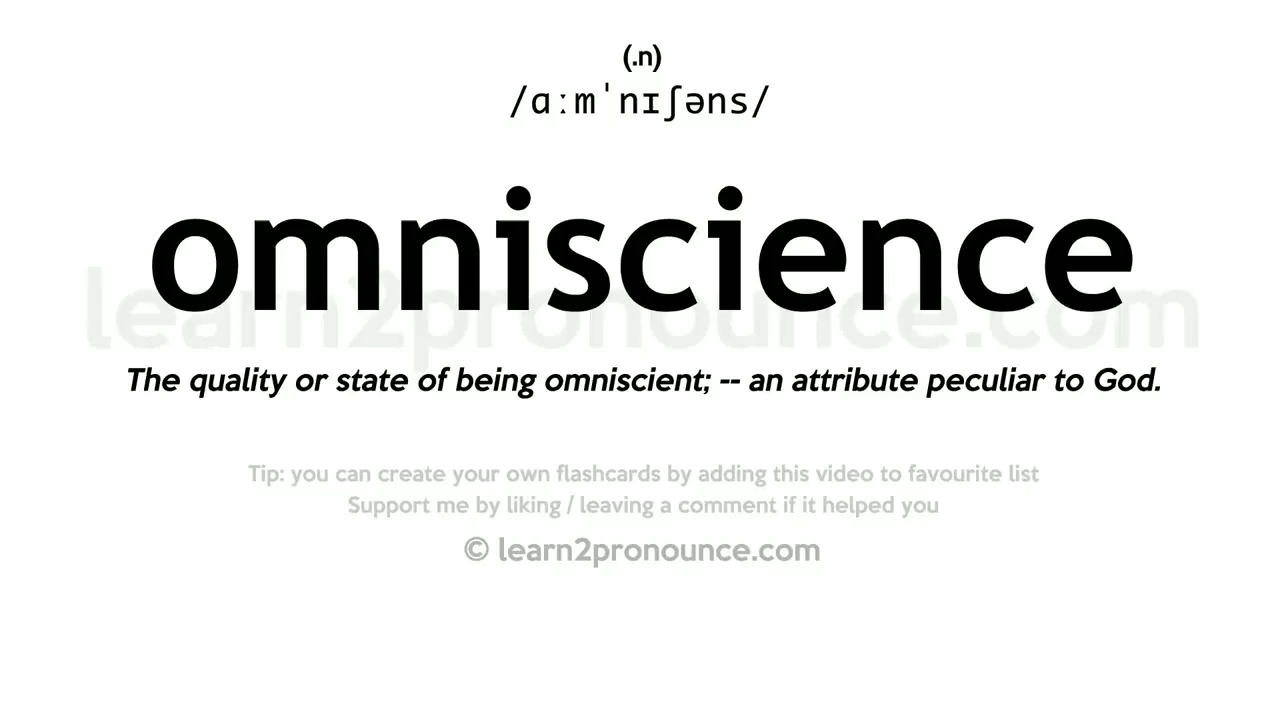 (.n)
/ɑːmˈnɪʃəns/
omniscience
learn2pronounce.com
The quality or state of being omniscient; -- an attribute peculiar to God.
Tip: you can create your own flashcards by adding this video to favourite list
Support me by liking / leaving a comment if it helped you
© learn2pronounce.com